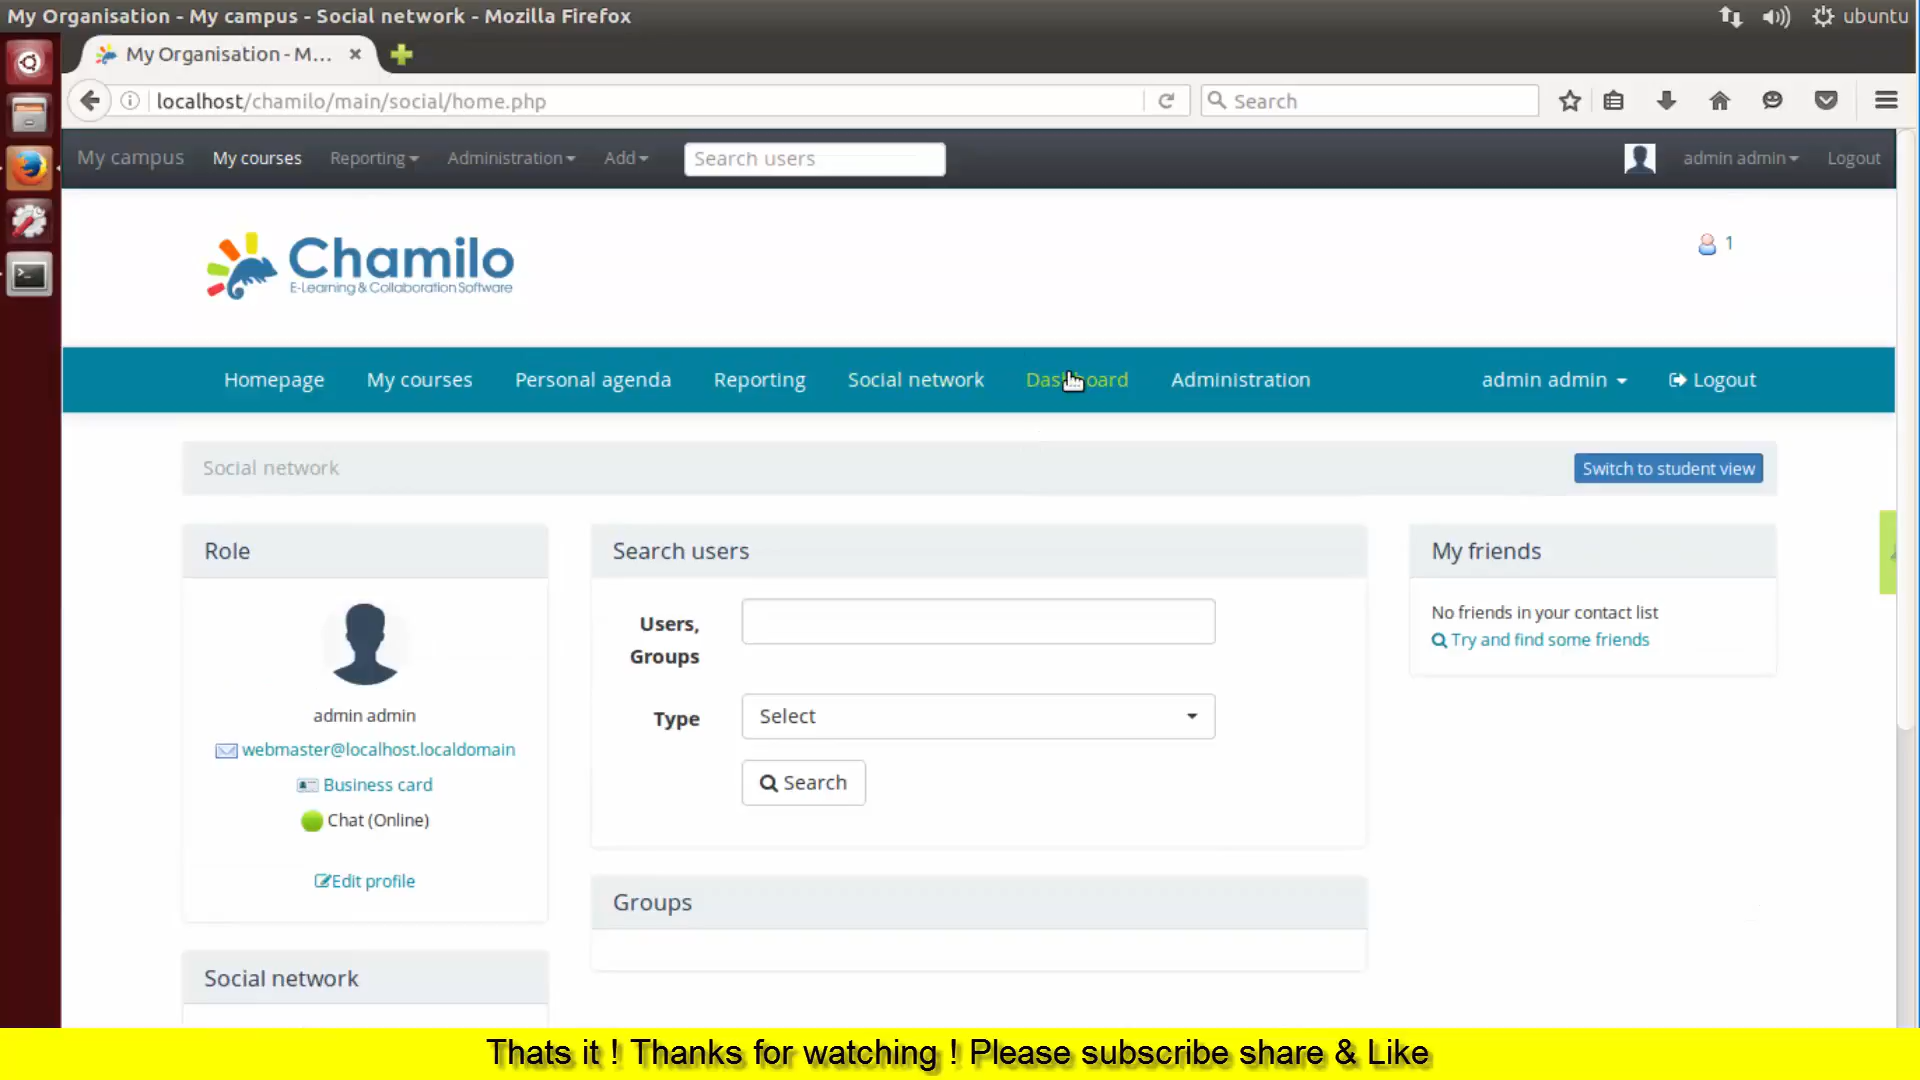 My Organisation - My campus - Social network - Mozilla Firefox
ubuntu
My Organisation - M...
localhost/chamilo/main/social/home.php
Search
My campus My courses Reporting Administration Add Search users admin admin Logout
Chamilo
E-Learning & Collaboration Software
1
Homepage My courses Personal agenda Reporting Social network Dashboard Administration admin admin Logout
Social network
Switch to student view
Role
admin admin
webmaster@localhost.localdomain
Business card
Chat (Online)
Edit profile
Social network
Search users
Users,
Groups
Type
Select
Search
Groups
My friends
No friends in your contact list
Try and find some friends
Thats it ! Thanks for watching ! Please subscribe share & Like